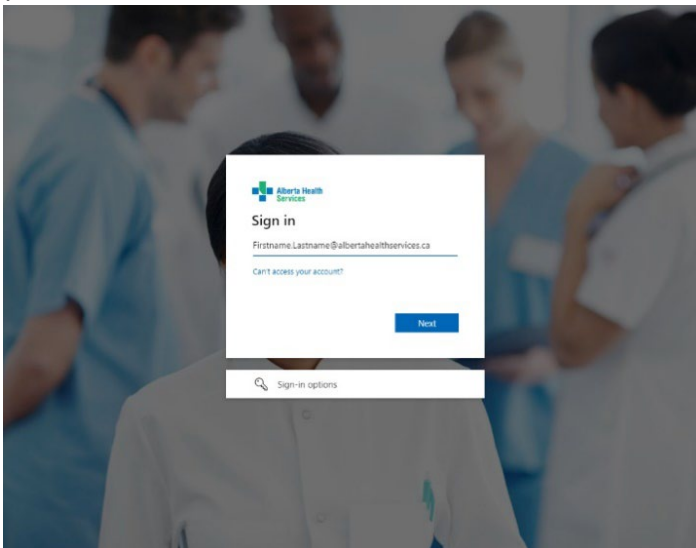 Alberta Health
Services
Sign in
Firstname.Lastname@albertahealthservices.ca
Can't access your account?
Next
Sign-in options